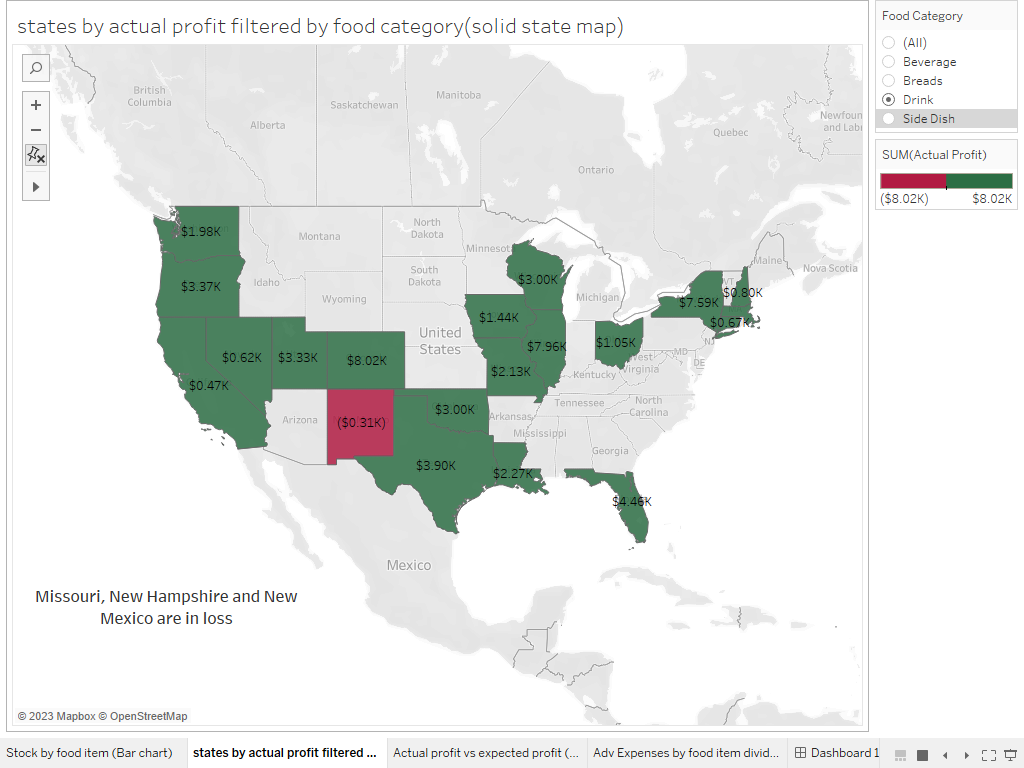 states by actual profit filtered by food category(solid state map)
Food Category
(All)
Beverage
Breads
Drink
Side Dish
SUM(Actual Profit)
($8.02K) $8.02K
British
Columbia
Alberta
Saskatchewan
Manitoba
Ontario
Quebec
Newfoun
and Lab
Nova Scotia
Maine
Montana
North
Dakota
Minnesot
South
Dakota
Idaho
Wyoming
Michigan
United
States
VT
NJ
MD
DE
West
Virginia
Kentucky
Tennessee
North
Carolina
Arizona
Arkansas
Mississippi
Georgia
Mexico
$1.98K
$3.37K
$0.62K
$0.47K
$3.33K
$8.02K
($0.31K)
$3.00K
$3.90K
$2.27K
$1.44K
$2.13K
$3.00K
$7.96K
$1.05K
$7.59K
$0.80K
$0.67K
$4.46K
Missouri, New Hampshire and New
Mexico are in loss
© 2023 Mapbox © OpenStreetMap
Stock by food item (Bar chart)
states by actual profit filtered ...
Actual profit vs expected profit (...
Adv Expenses by food item divid...
Dashboard 1